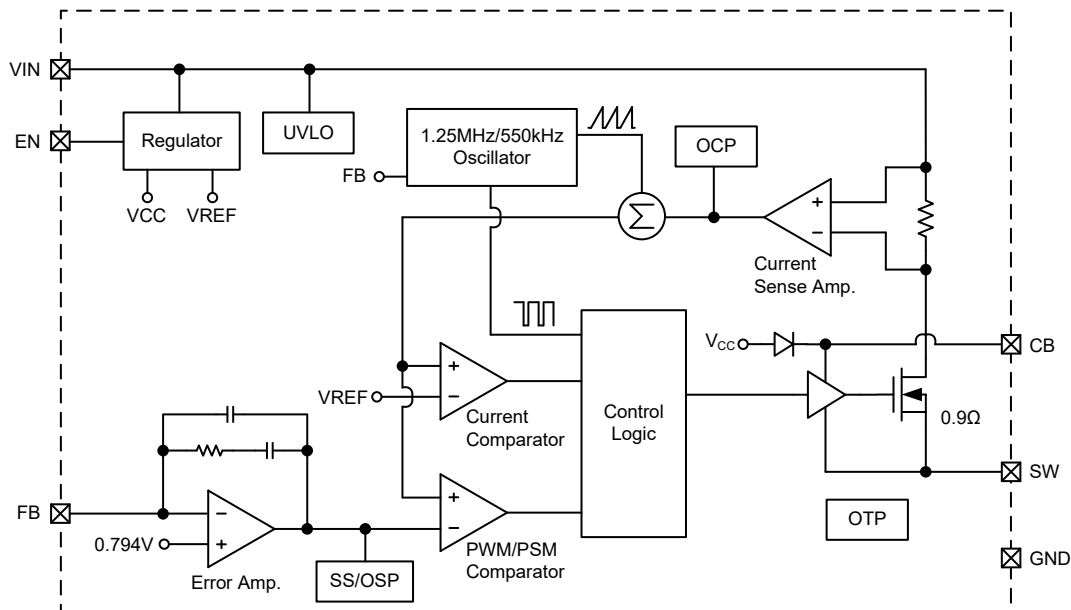 VIN
EN
Regulator
VCC
VREF
UVLO
1.25MHz/550kHz
Oscillator
FB
OCP
Σ
+
−
Current
Sense Amp.
VCC
CB
VREF
+
−
Current
Comparator
Control
Logic
0.9Ω
SW
FB
−
+
0.794V
Error Amp.
SS/OSP
+
−
PWM/PSM
Comparator
OTP
GND